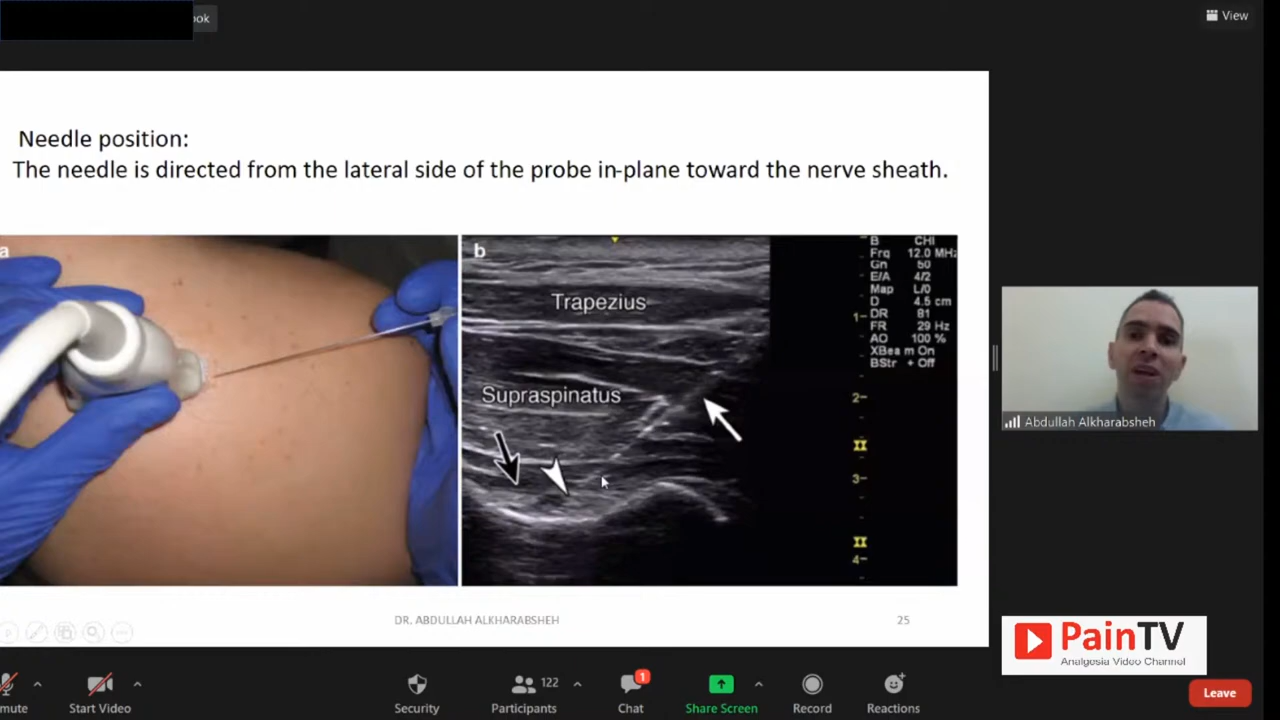 ook
View
Needle position:
The needle is directed from the lateral side of the probe in-plane toward the nerve sheath.
a
b
Trapezius
Supraspinatus
B CHI
Frq 12.0 MHz
Gn 50
E/A 4/2
Map L/0
D 4.5 cm
DR 81
FR 29 Hz
AO 100 %
XBeam On
BStr + Off
1
2
3
4
Abdullah Alkharabsheh
DR. ABDULLAH ALKHARABSHEH
25
PainTV
Analgesia Video Channel
mute
Start Video
Security
122
Participants
1
Chat
Share Screen
Record
Reactions
Leave